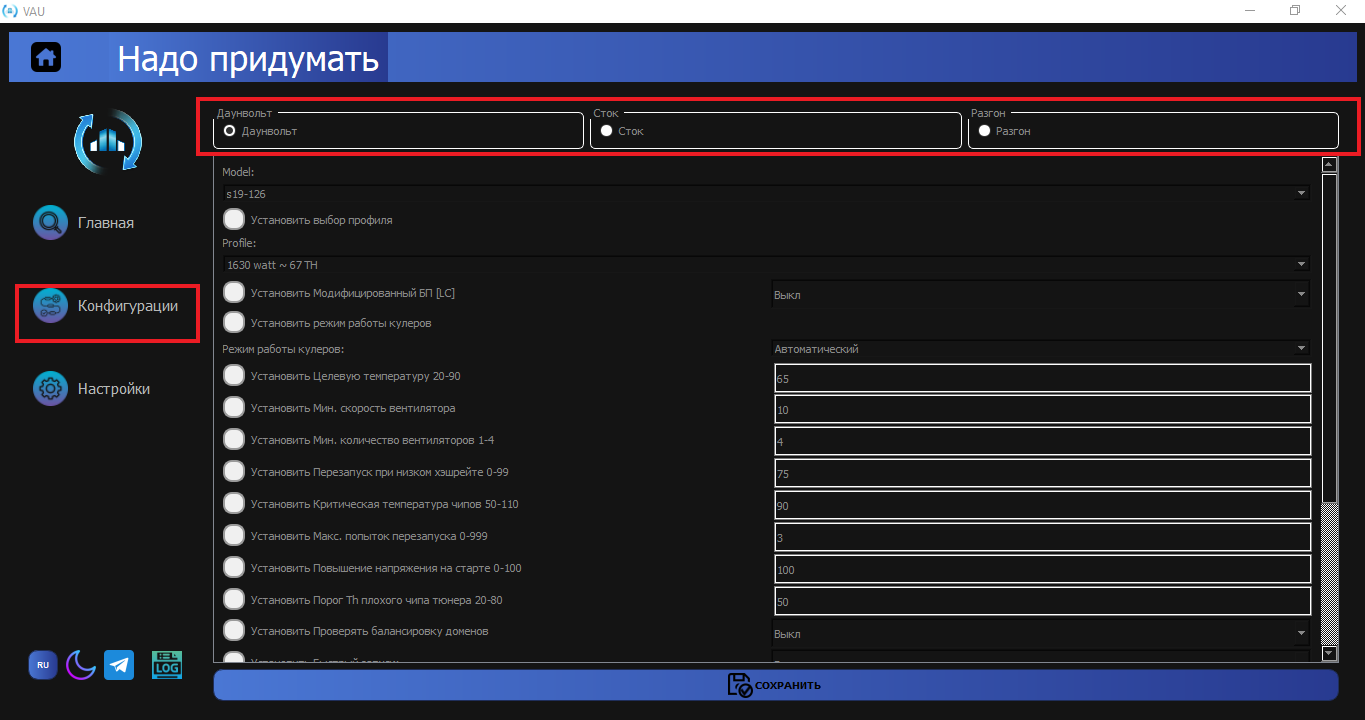 VAU
Надо придумать
Даунвольт
Сток
Разгон
Даунвольт
Сток
Разгон
Model:
s19-126
Установить выбор профиля
Profile:
1630 watt ~ 67 TH
Установить Модифицированный БП [LC]
Выкл
Установить режим работы кулеров
Режим работы кулеров:
Автоматический
Установить Целевую температуру 20-90
65
Установить Мин. скорость вентилятора
10
Установить Мин. количество вентиляторов 1-4
4
Установить Перезапуск при низком хэшрейте 0-99
75
Установить Критическая температура чипов 50-110
90
Установить Макс. попыток перезапуска 0-999
3
Установить Повышение напряжения на старте 0-100
100
Установить Порог Th плохого чипа тюнера 20-80
50
Установить Проверять балансировку доменов
Выкл
Главная
Конфигурации
Настройки
RU
LOG
СОХРАНИТЬ